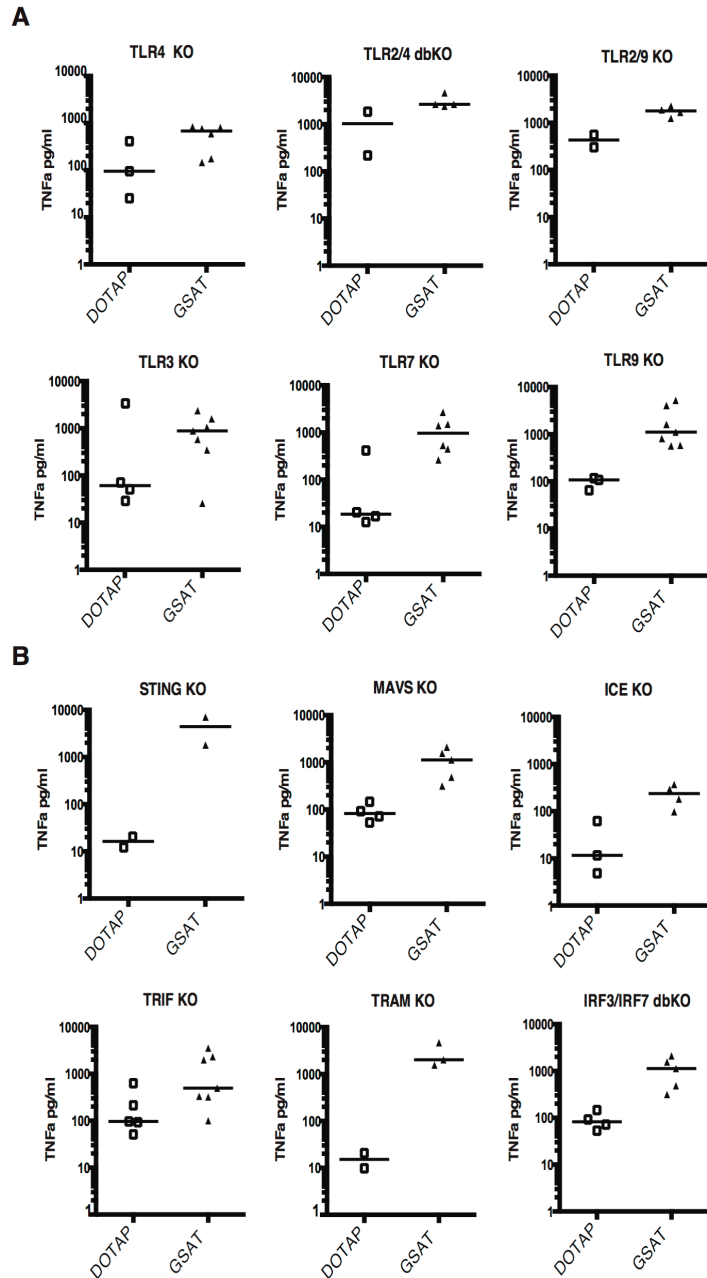 A
TLR4 KO
TLR2/4 dbKO
TLR2/9 KO
TNFa pg/ml
10000
1000
100
10
1
DOTAP
GSAT
TNFa pg/ml
10000
1000
100
10
1
DOTAP
GSAT
TNFa pg/ml
10000
1000
100
10
1
DOTAP
GSAT
TLR3 KO
TLR7 KO
TLR9 KO
TNFa pg/ml
10000
1000
100
10
1
DOTAP
GSAT
TNFa pg/ml
10000
1000
100
10
1
DOTAP
GSAT
TNFa pg/ml
10000
1000
100
10
1
DOTAP
GSAT
B
STING KO
MAVS KO
ICE KO
TNFa pg/ml
10000
1000
100
10
1
DOTAP
GSAT
TNFa pg/ml
10000
1000
100
10
1
DOTAP
GSAT
TNFa pg/ml
10000
1000
100
10
1
DOTAP
GSAT
TRIF KO
TRAM KO
IRF3/IRF7 dbKO
TNFa pg/ml
10000
1000
100
10
1
DOTAP
GSAT
TNFa pg/ml
10000
1000
100
10
1
DOTAP
GSAT
TNFa pg/ml
10000
1000
100
10
1
DOTAP
GSAT